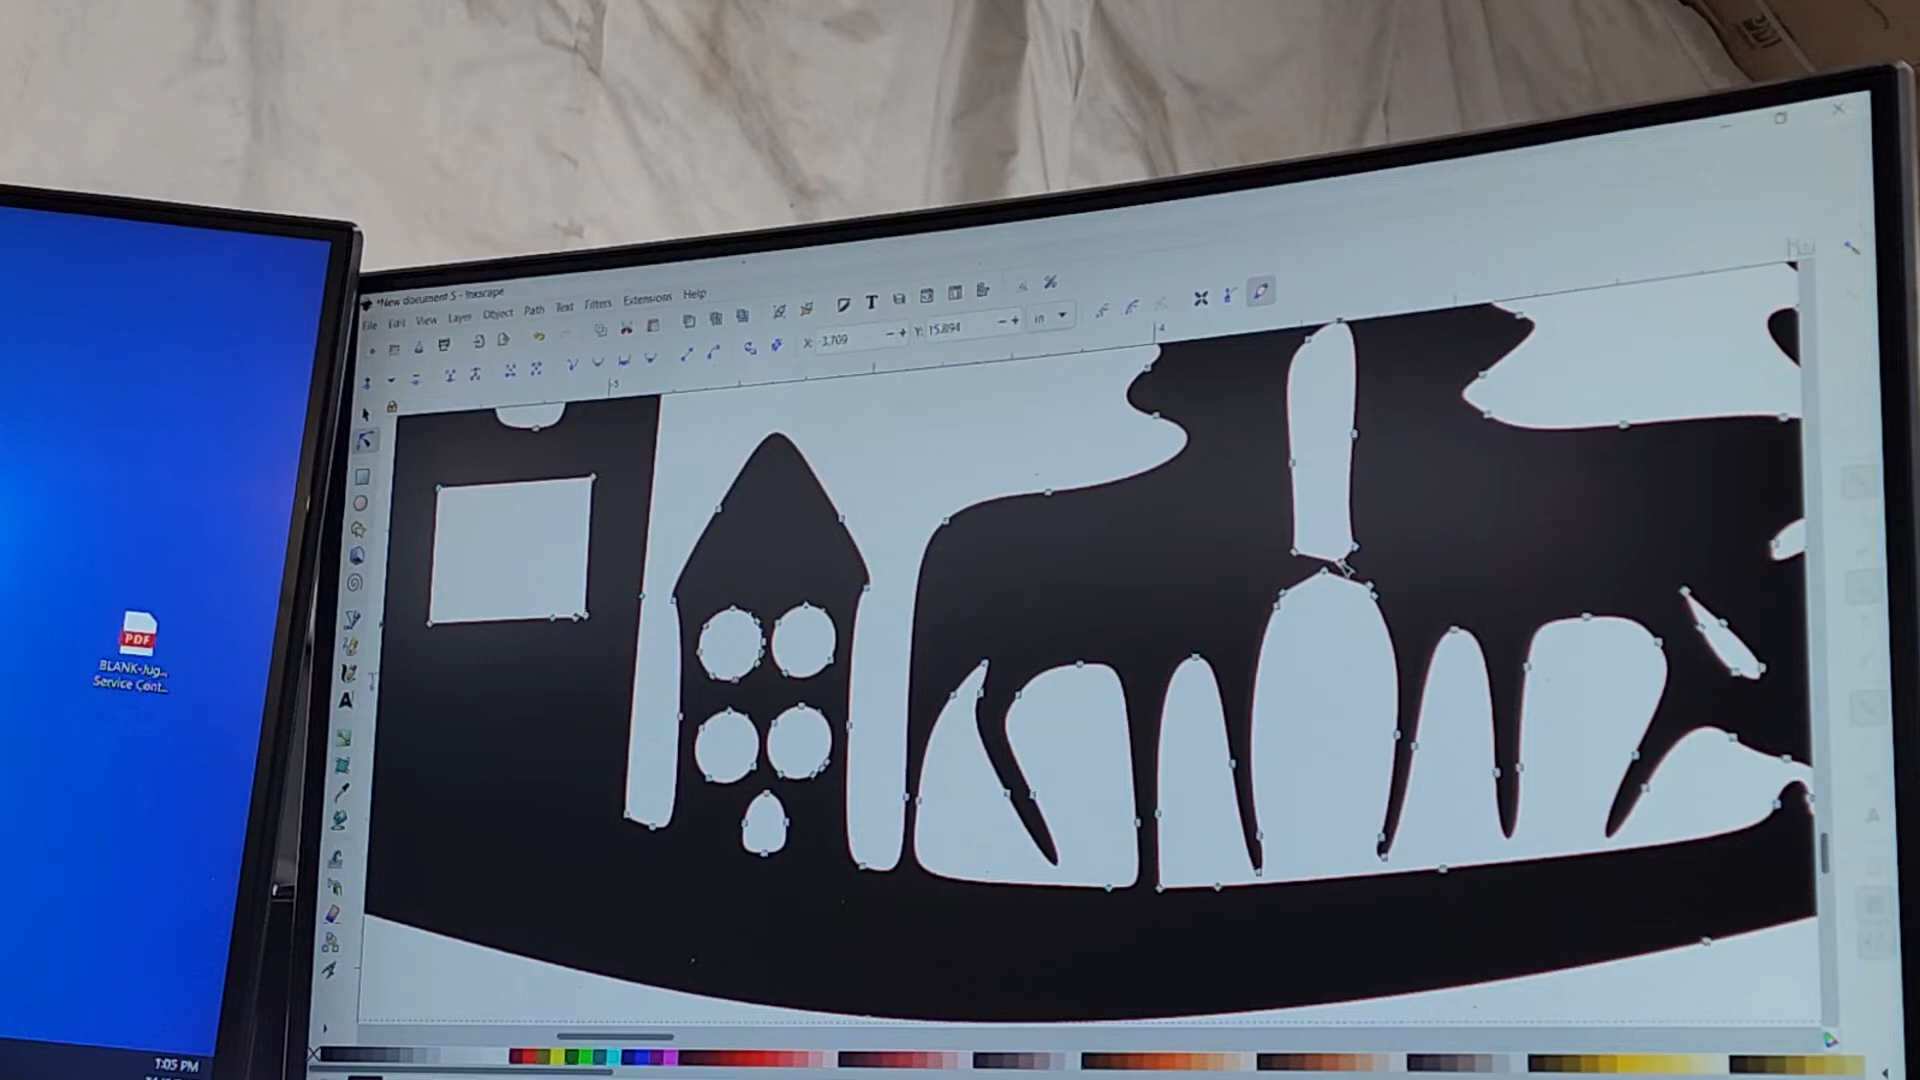 *New document 5 - Inkscape
File Edit View Layer Object Path Text Filters Extensions Help
X: 3.709 − + Y: 15.894 − + in
PDF
BLANK-Jug...
Service Cont...
1:05 PM